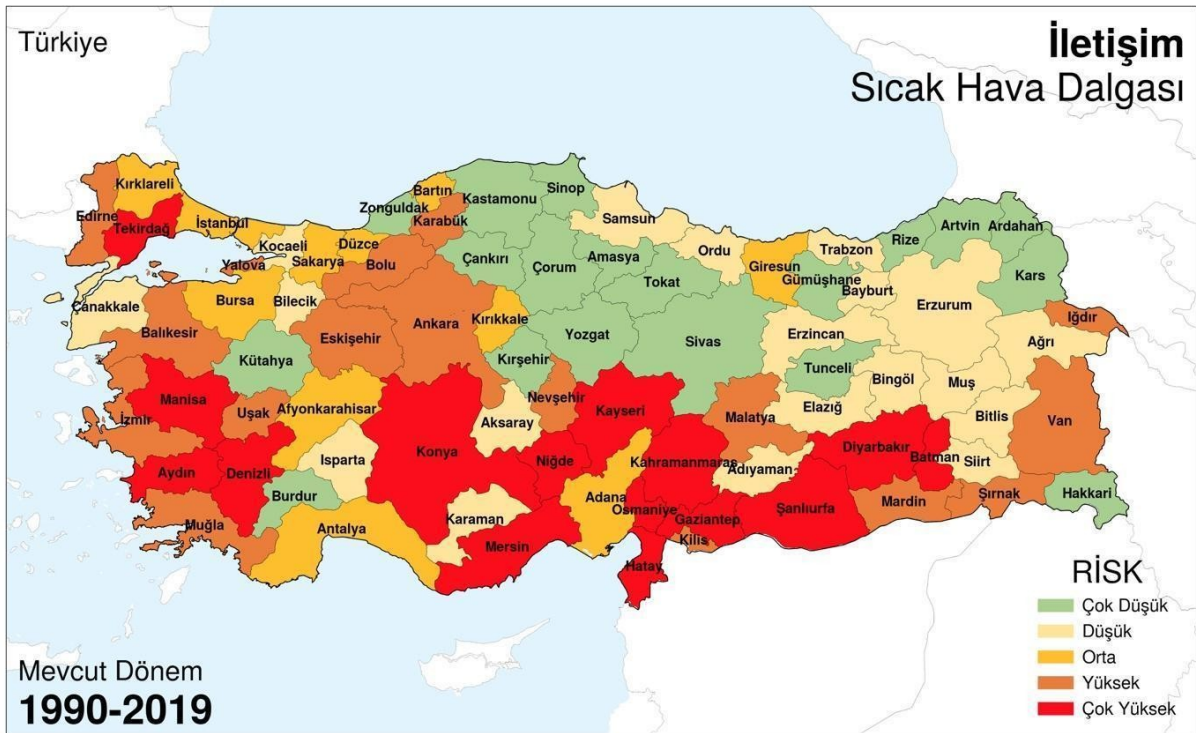 Türkiye
İletişim
Sıcak Hava Dalgası
Kırklareli
Edirne
Tekirdağ
İstanbul
Kocaeli
Yalova
Sakarya
Düzce
Zonguldak
Bartın
Karabük
Bolu
Kastamonu
Sinop
Çankırı
Çorum
Amasya
Samsun
Tokat
Ordu
Giresun
Gümüşhane
Trabzon
Bayburt
Rize
Artvin
Ardahan
Kars
Erzurum
Iğdır
Ağrı
Çanakkale
Balıkesir
Bursa
Bilecik
Kütahya
Eskişehir
Ankara
Kırıkkale
Kırşehir
Yozgat
Sivas
Erzincan
Tunceli
Bingöl
Muş
Bitlis
Van
Manisa
İzmir
Uşak
Afyonkarahisar
Konya
Aksaray
Nevşehir
Kayseri
Malatya
Elazığ
Diyarbakır
Batman
Siirt
Aydın
Denizli
Isparta
Burdur
Muğla
Antalya
Karaman
Mersin
Niğde
Adana
Kahramanmaraş
Osmaniye
Adıyaman
Gaziantep
Kilis
Hatay
Şanlıurfa
Mardin
Şırnak
Hakkari
RİSK
Çok Düşük
Düşük
Orta
Yüksek
Çok Yüksek
Mevcut Dönem
1990-2019